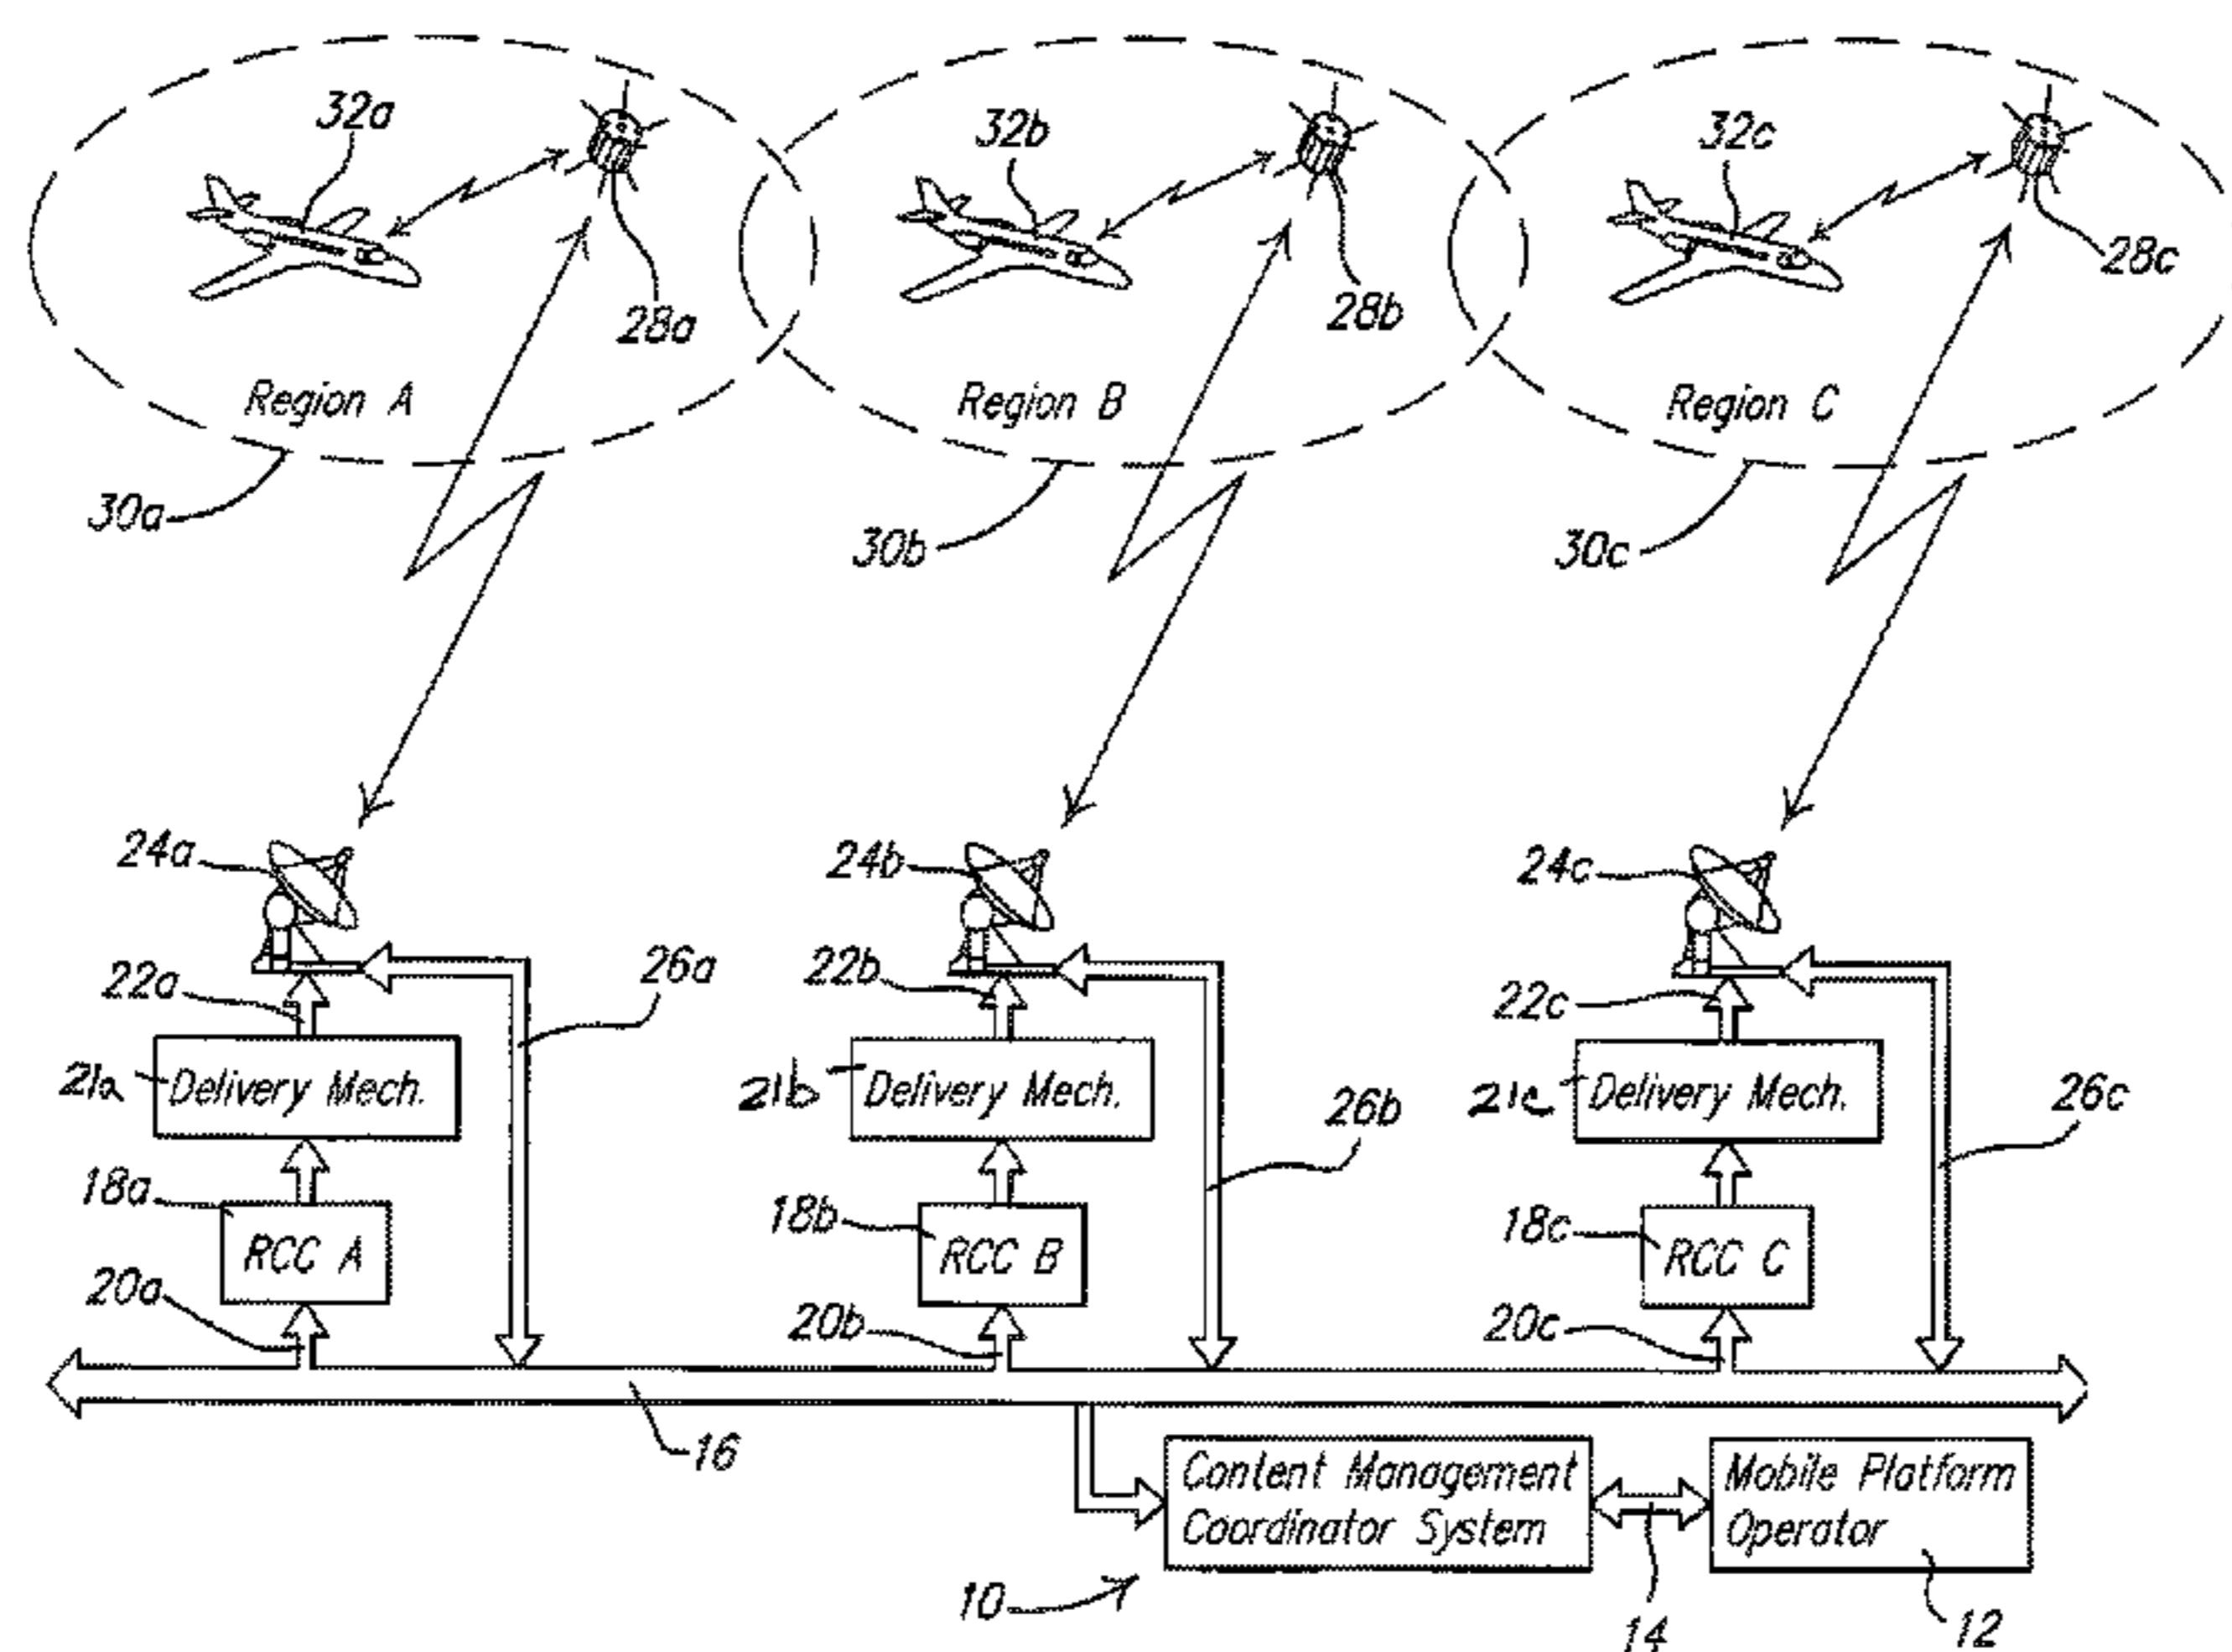 32a
32b
32c
28a
28b
28c
Region A
Region B
Region C
30a
30b
30c
24a
24b
24c
22a
26a
22b
22c
21a
Delivery Mech.
21b
Delivery Mech.
26b
21c
Delivery Mech.
26c
18a
RCC A
18b
RCC B
18c
RCC C
20a
20b
20c
16
Content Management
Coordinator System
Mobile Platform
Operator
10
14
12